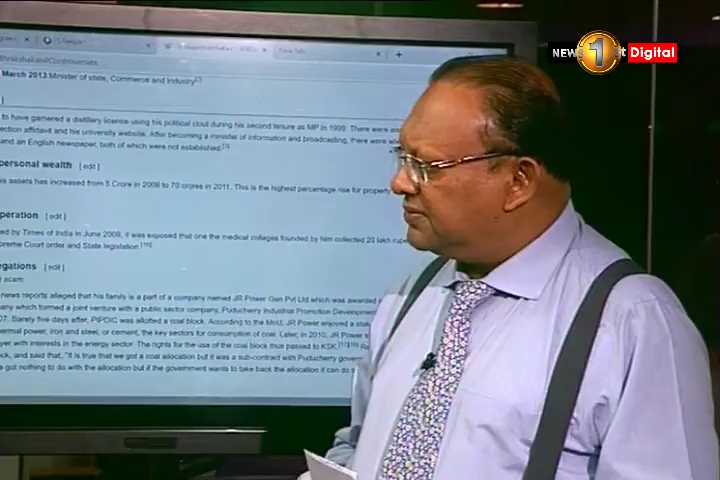 NEWS 1st Digital
March 2013 Minister of state, Commerce and Industry
to have garnered a distillery license using his political clout during his second tenure as MP in 1999. There were
ection affidavit and his university website. After becoming a minister of information and broadcasting, there were
and an English newspaper, both of which were not established.
personal wealth [edit]
his assets has increased from 5 Crore in 2009 to 70 crores in 2011. This is the highest percentage rise for property
peration [edit]
ed by Times of India in June 2009, it was exposed that one the medical colleges founded by him collected 20 lakh
preme Court order and State legislation.
egations [edit]
scam
news reports alleged that his family is a part of a company named JR Power Gen Pvt Ltd which was awarded
pany which formed a joint venture with a public sector company, Puducherry Industrial Promotion Development
07. Barely five days after, PIPDIC was allotted a coal block. According to the MoU, JR Power enjoyed a
ermal power, iron and steel, or cement, the key sectors for consumption of coal. Later, in 2010, JR Power
yer with interests in the energy sector. The rights for the use of the coal block thus passed to KSK.
ck, and said that, "It is true that we got a coal allocation but it was a sub-contract with Puducherry
s got nothing to do with the allocation but if the government wants to take back the allocation it can do